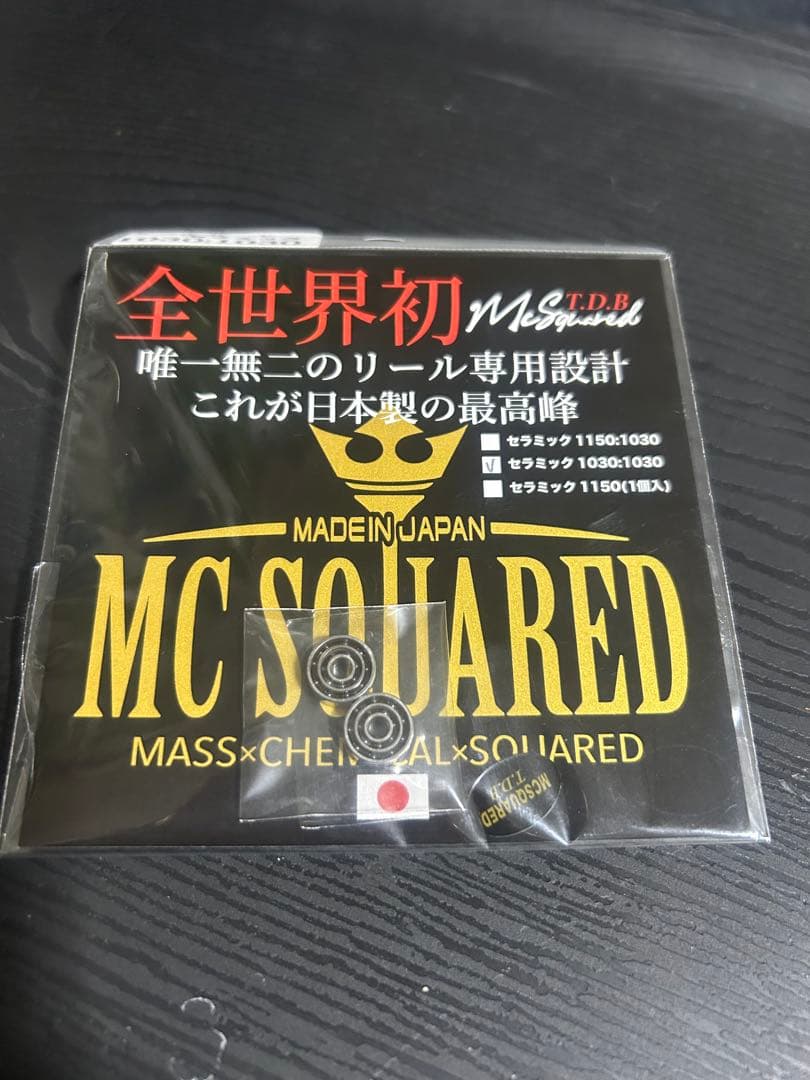 全世界初
T.D.B
McSquared
唯一無二のリール専用設計
これが日本製の最高峰
セラミック 1150:1030
セラミック 1030:1030
セラミック 1150(1個入)
MADE IN JAPAN
MC SQUARED
MASS×CHEMICAL×SQUARED
MCSQUARED
T.D.B